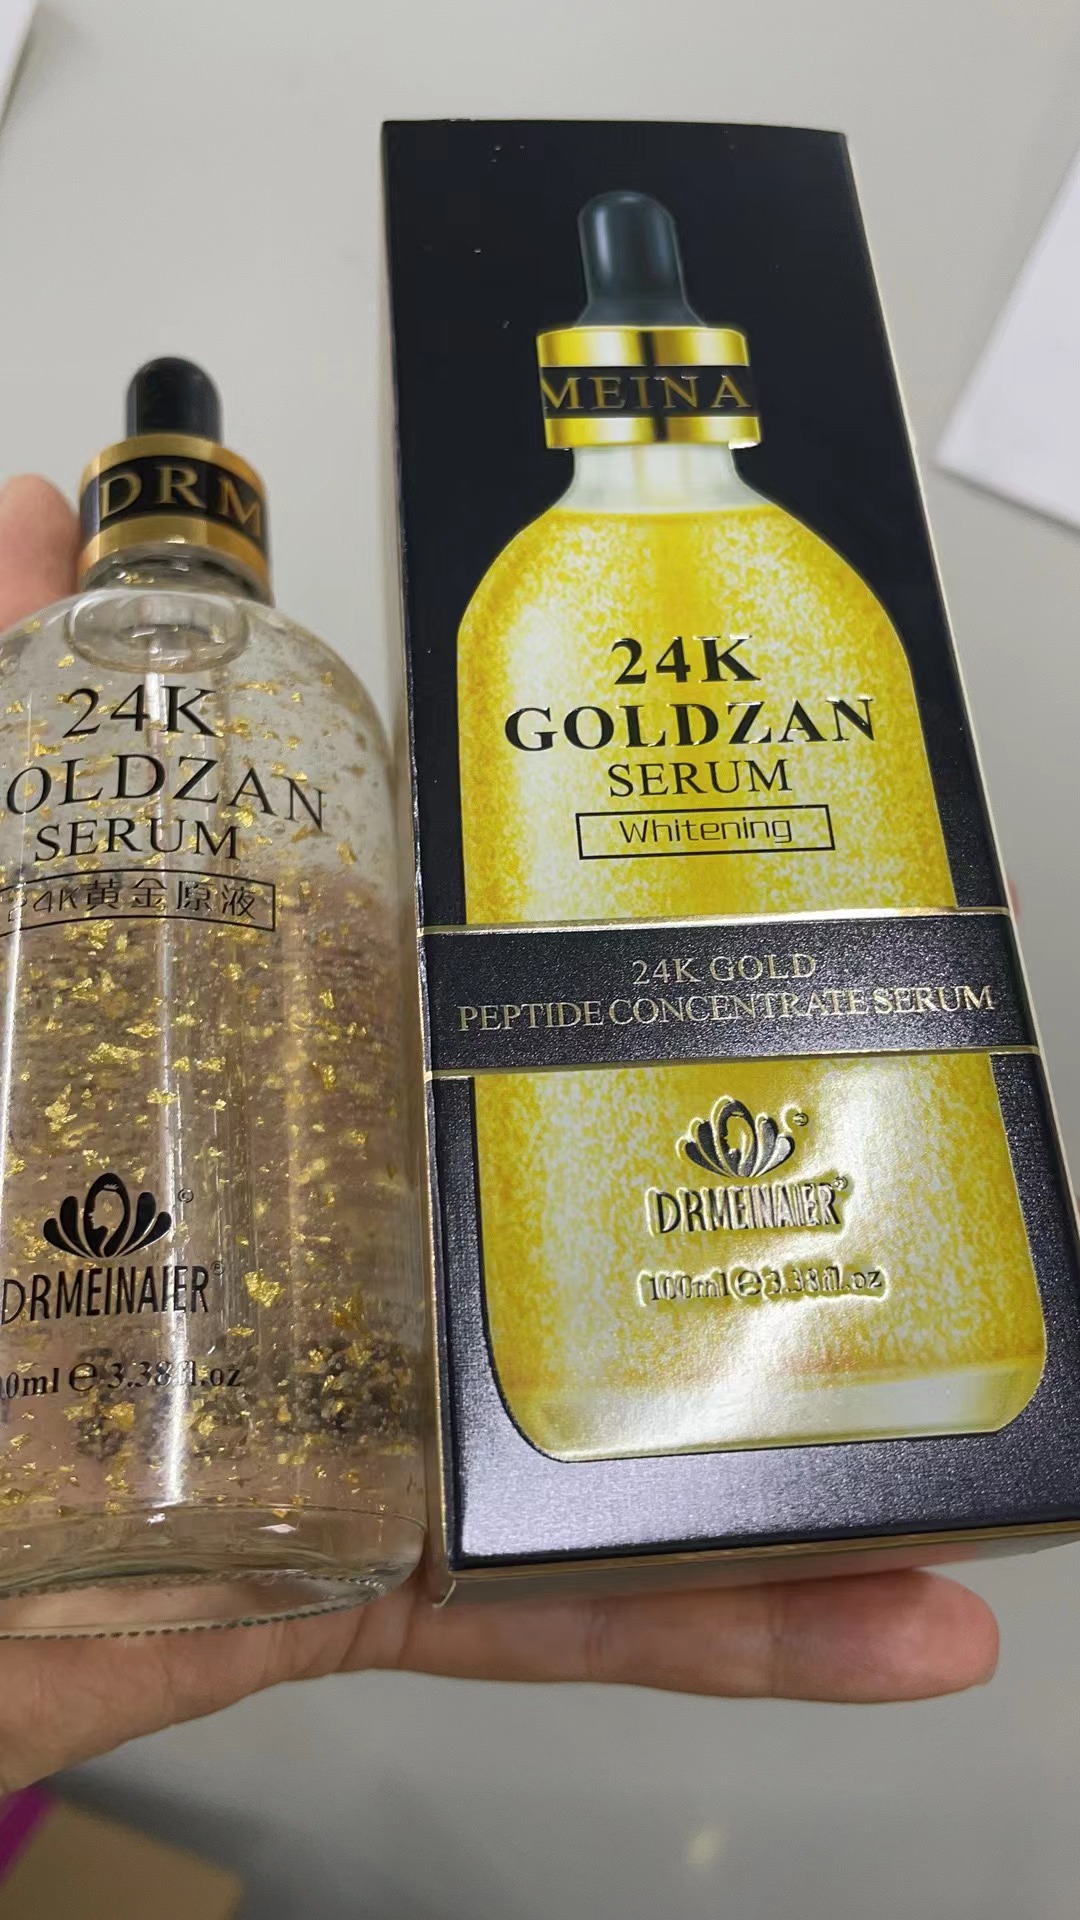 DRM
24K
OLDZAN
SERUM
24K黄金原液
©
DRMEINAIER®
0ml ℮ 3.38fl.oz
MEINA
24K
GOLDZAN
SERUM
Whitening
24K GOLD
PEPTIDE CONCENTRATE SERUM
©
DRMEINAIER®
100ml ℮ 3.38fl.oz